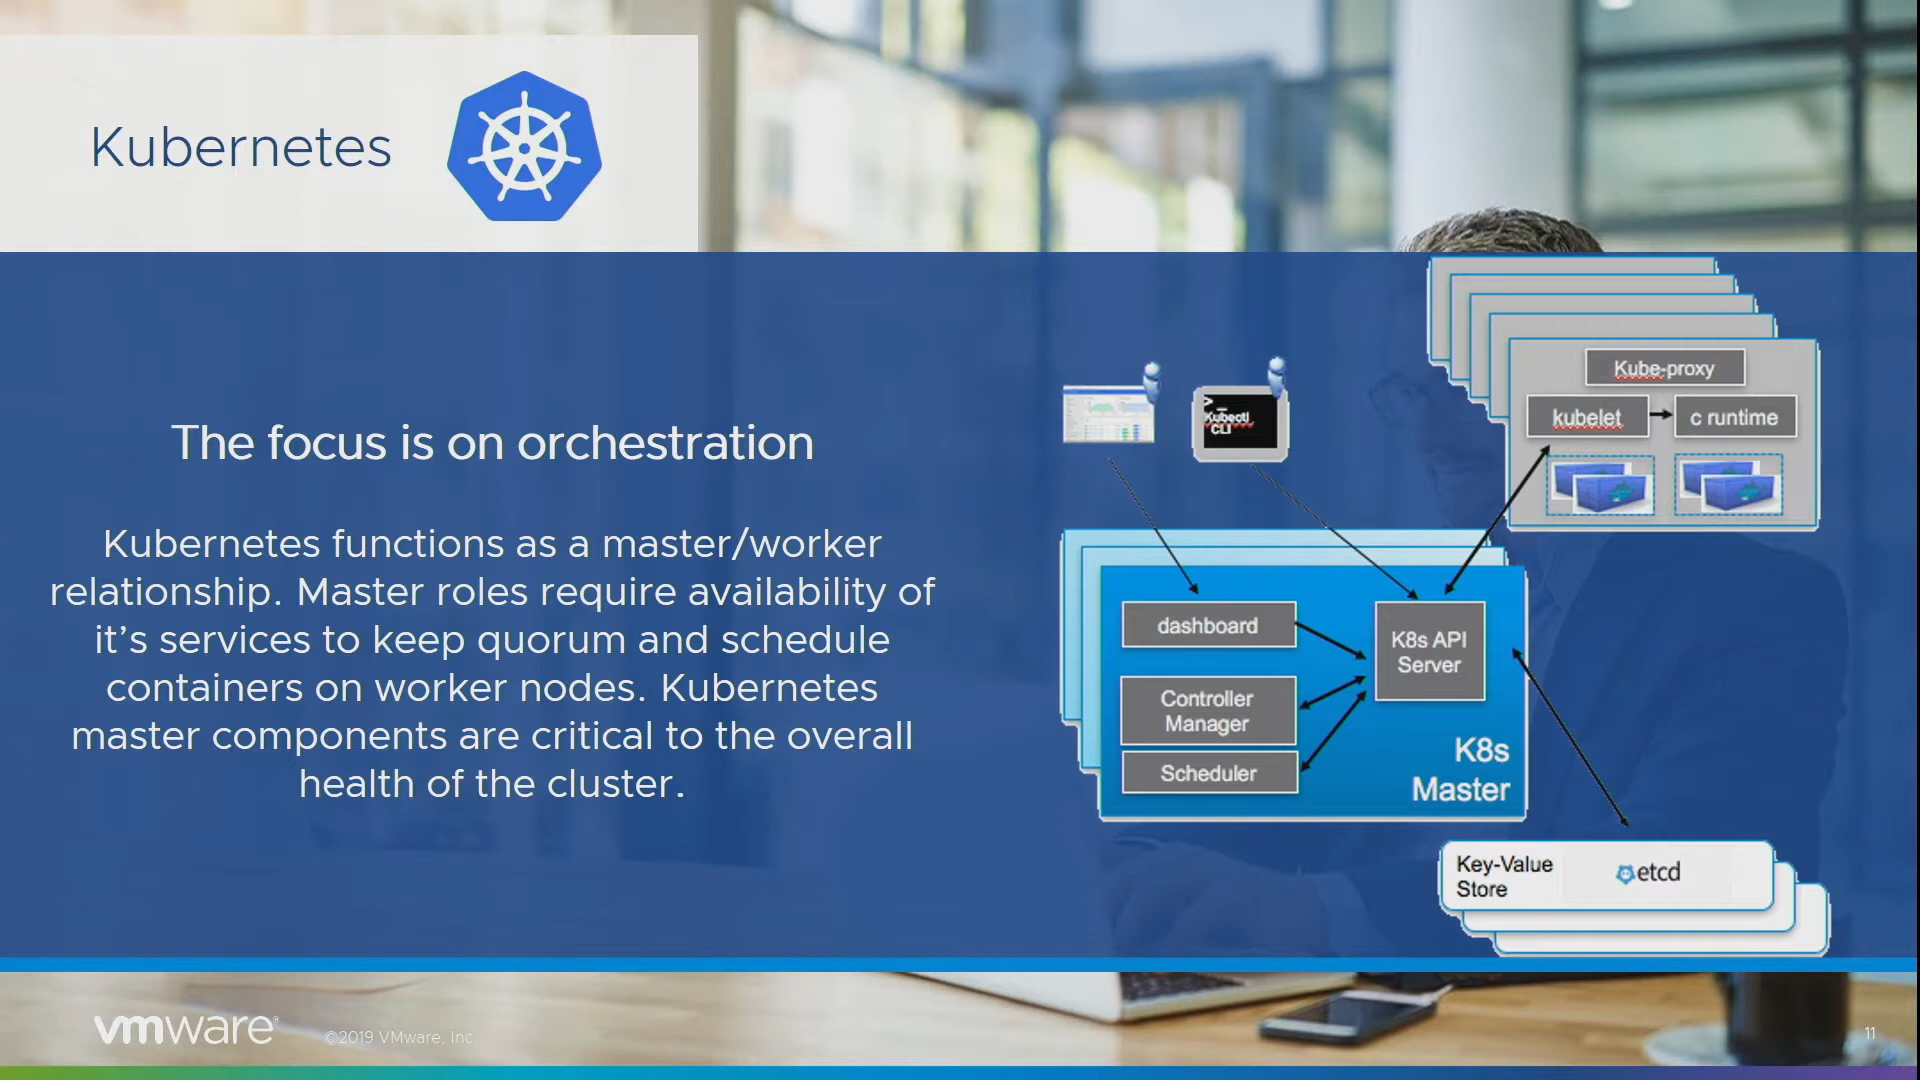 Kubernetes
The focus is on orchestration
Kubernetes functions as a master/worker
relationship. Master roles require availability of
it’s services to keep quorum and schedule
containers on worker nodes. Kubernetes
master components are critical to the overall
health of the cluster.
>_
Kubectl
CLI
Kube-proxy
kubelet
c runtime
dashboard
K8s API
Server
Controller
Manager
Scheduler
K8s
Master
Key-Value
Store
etcd
vmware®
©2019 VMware, Inc.
11